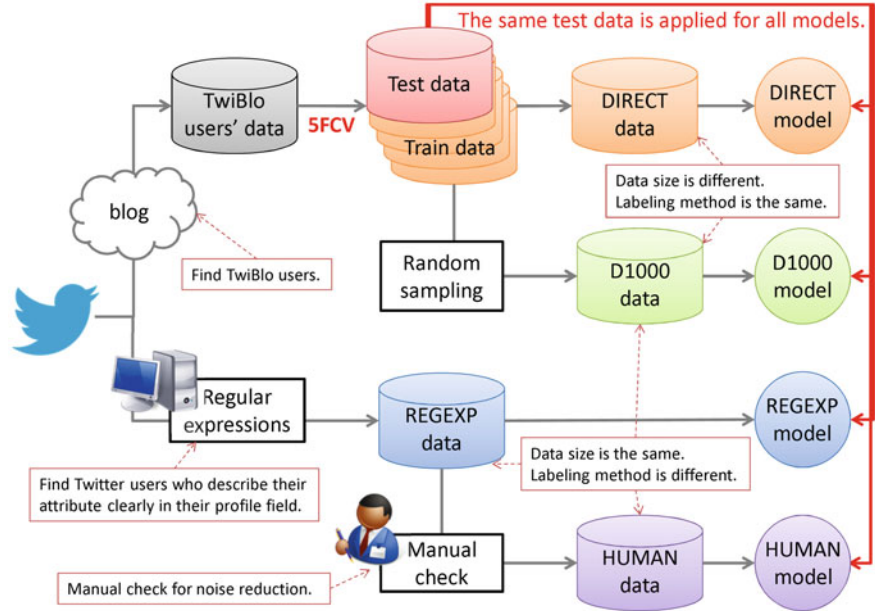 The same test data is applied for all models.
Test data
TwiBlo
users' data
5FCV
Train data
DIRECT
data
DIRECT
model
Data size is different.
Labeling method is the same.
blog
Find TwiBlo users.
Random
sampling
D1000
data
D1000
model
Regular
expressions
REGEXP
data
REGEXP
model
Find Twitter users who describe their
attribute clearly in their profile field.
Data size is the same.
Labeling method is different.
Manual
check
HUMAN
data
HUMAN
model
Manual check for noise reduction.